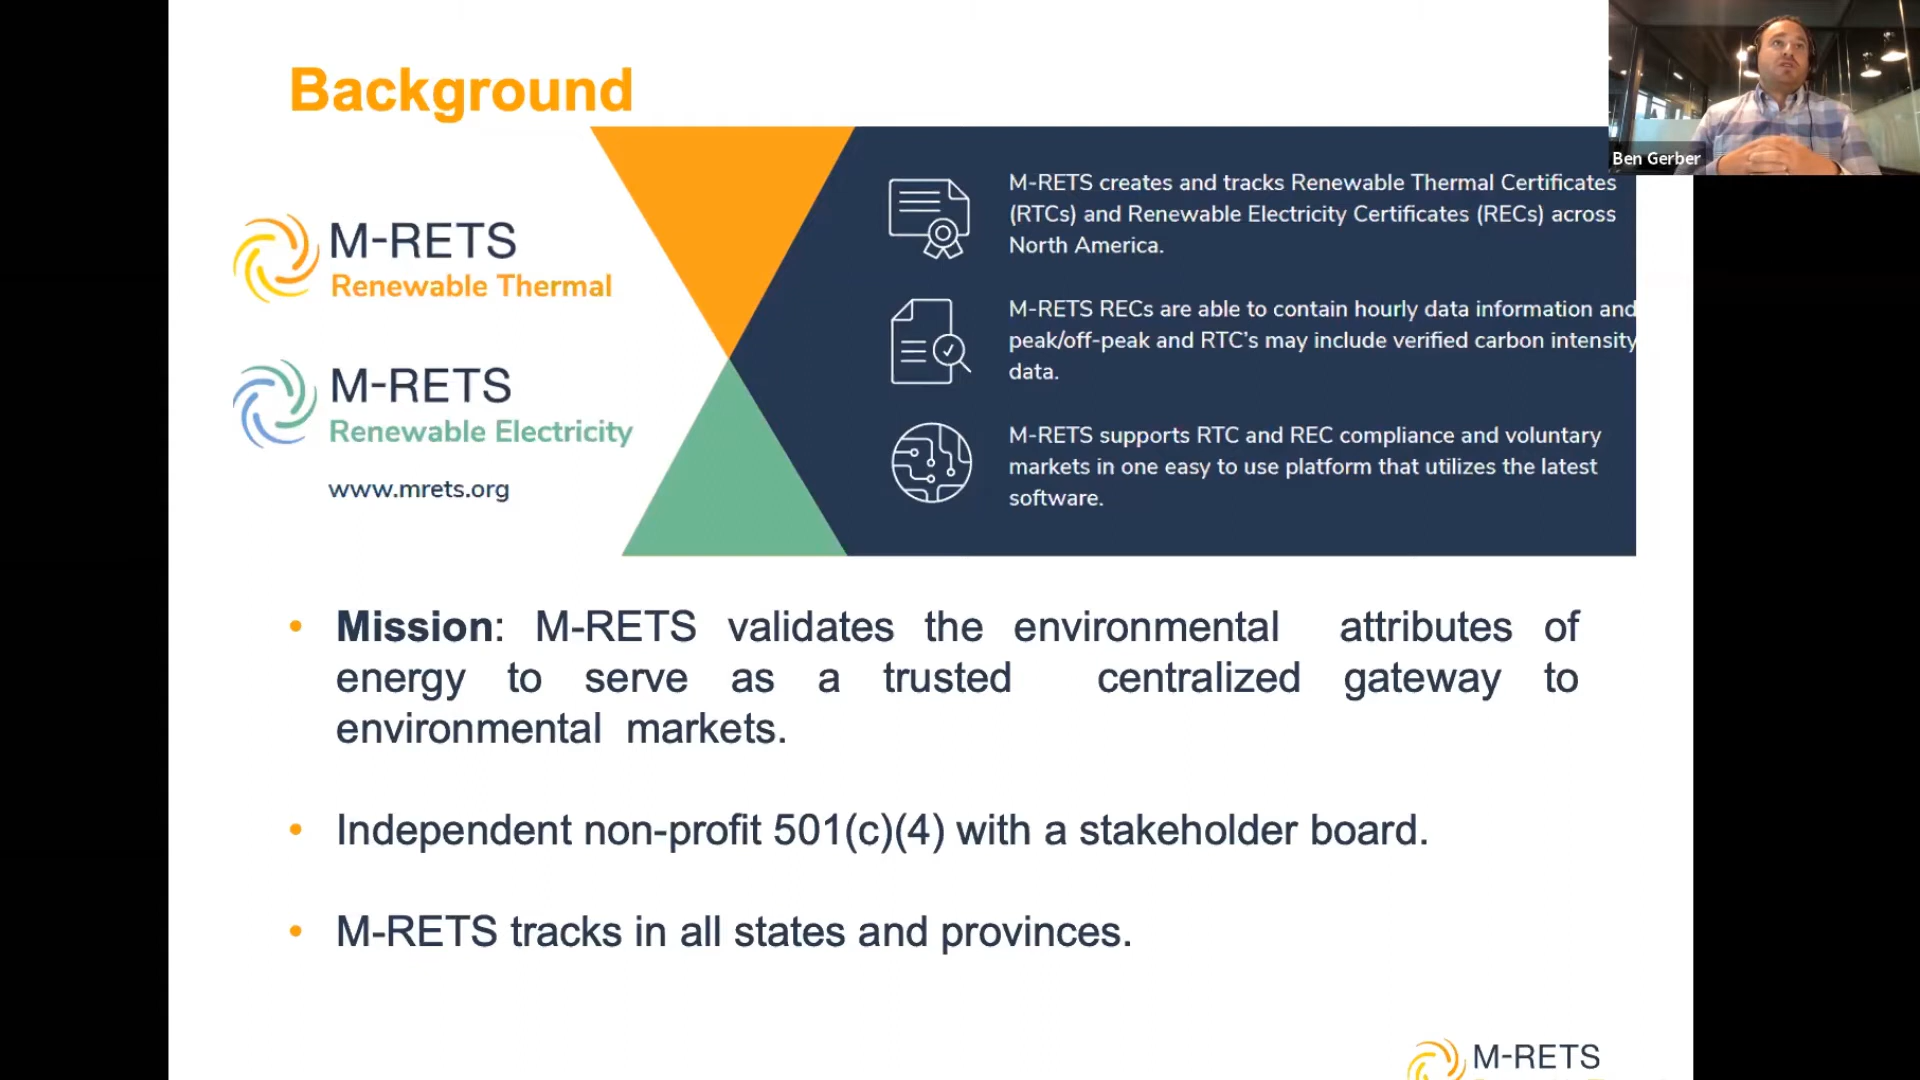 Background
M-RETS
Renewable Thermal
M-RETS
Renewable Electricity
www.mrets.org
M-RETS creates and tracks Renewable Thermal Certificates
(RTCs) and Renewable Electricity Certificates (RECs) across
North America.
M-RETS RECs are able to contain hourly data information and
peak/off-peak and RTC's may include verified carbon intensity
data.
M-RETS supports RTC and REC compliance and voluntary
markets in one easy to use platform that utilizes the latest
software.
Ben Gerber
• Mission: M-RETS validates the environmental attributes of
energy to serve as a trusted centralized gateway to
environmental markets.
• Independent non-profit 501(c)(4) with a stakeholder board.
• M-RETS tracks in all states and provinces.
M-RETS